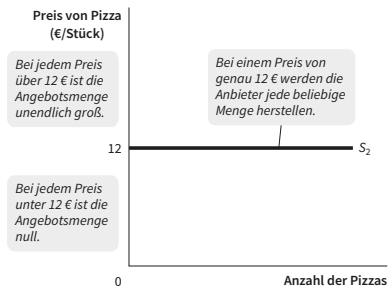 Preis von Pizza
(€/Stück)
Bei jedem Preis
über 12 € ist die
Angebotsmenge
unendlich groß.
Bei einem Preis von
genau 12 € werden die
Anbieter jede beliebige
Menge herstellen.
12
S₂
Bei jedem Preis
unter 12 € ist die
Angebotsmenge
null.
0
Anzahl der Pizzas